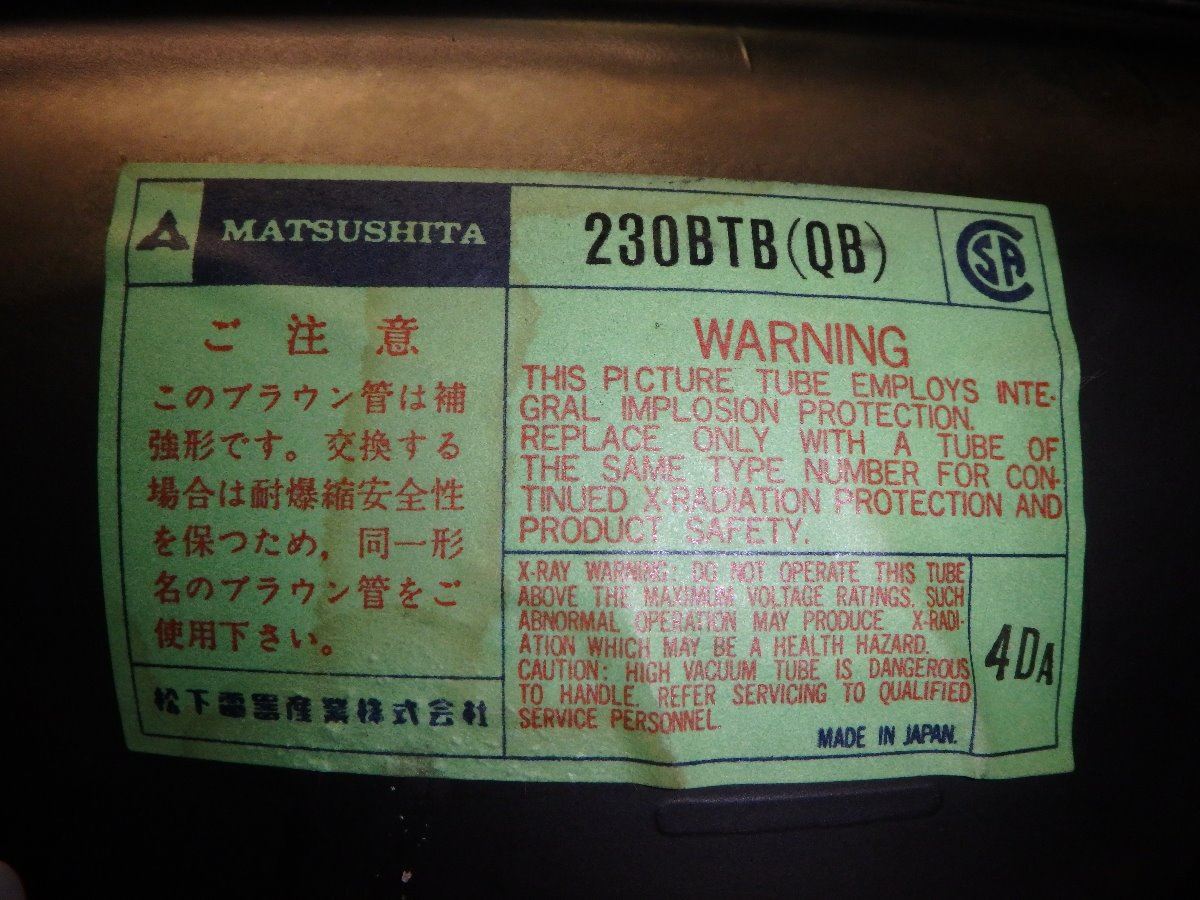 MATSUSHITA
230BTB(QB)
CSA
ご注意
このブラウン管は補
強形です。交換する
場合は耐爆縮安全性
を保つため,同一形
名のブラウン管をご
使用下さい。
松下電器産業株式会社
WARNING
THIS PICTURE TUBE EMPLOYS INTE-
GRAL IMPLOSION PROTECTION.
REPLACE ONLY WITH A TUBE OF
THE SAME TYPE NUMBER FOR CON-
TINUED X-RADIATION PROTECTION AND
PRODUCT SAFETY.
X-RAY WARNING: DO NOT OPERATE THIS TUBE
ABOVE THE MAXIMUM VOLTAGE RATINGS. SUCH
ABNORMAL OPERATION MAY PRODUCE X-RADI-
ATION WHICH MAY BE A HEALTH HAZARD.
CAUTION: HIGH VACUUM TUBE IS DANGEROUS
TO HANDLE. REFER SERVICING TO QUALIFIED
SERVICE PERSONNEL.
MADE IN JAPAN.
4DA